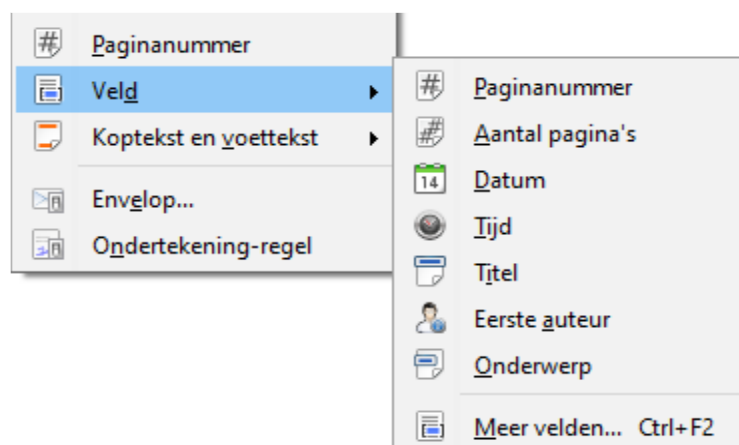 Paginanummer
Veld
Koptekst en voettekst
Envelop...
Ondertekening-regel
Paginanummer
Aantal pagina's
14
Datum
Tijd
Titel
Eerste auteur
Onderwerp
Meer velden... Ctrl+F2